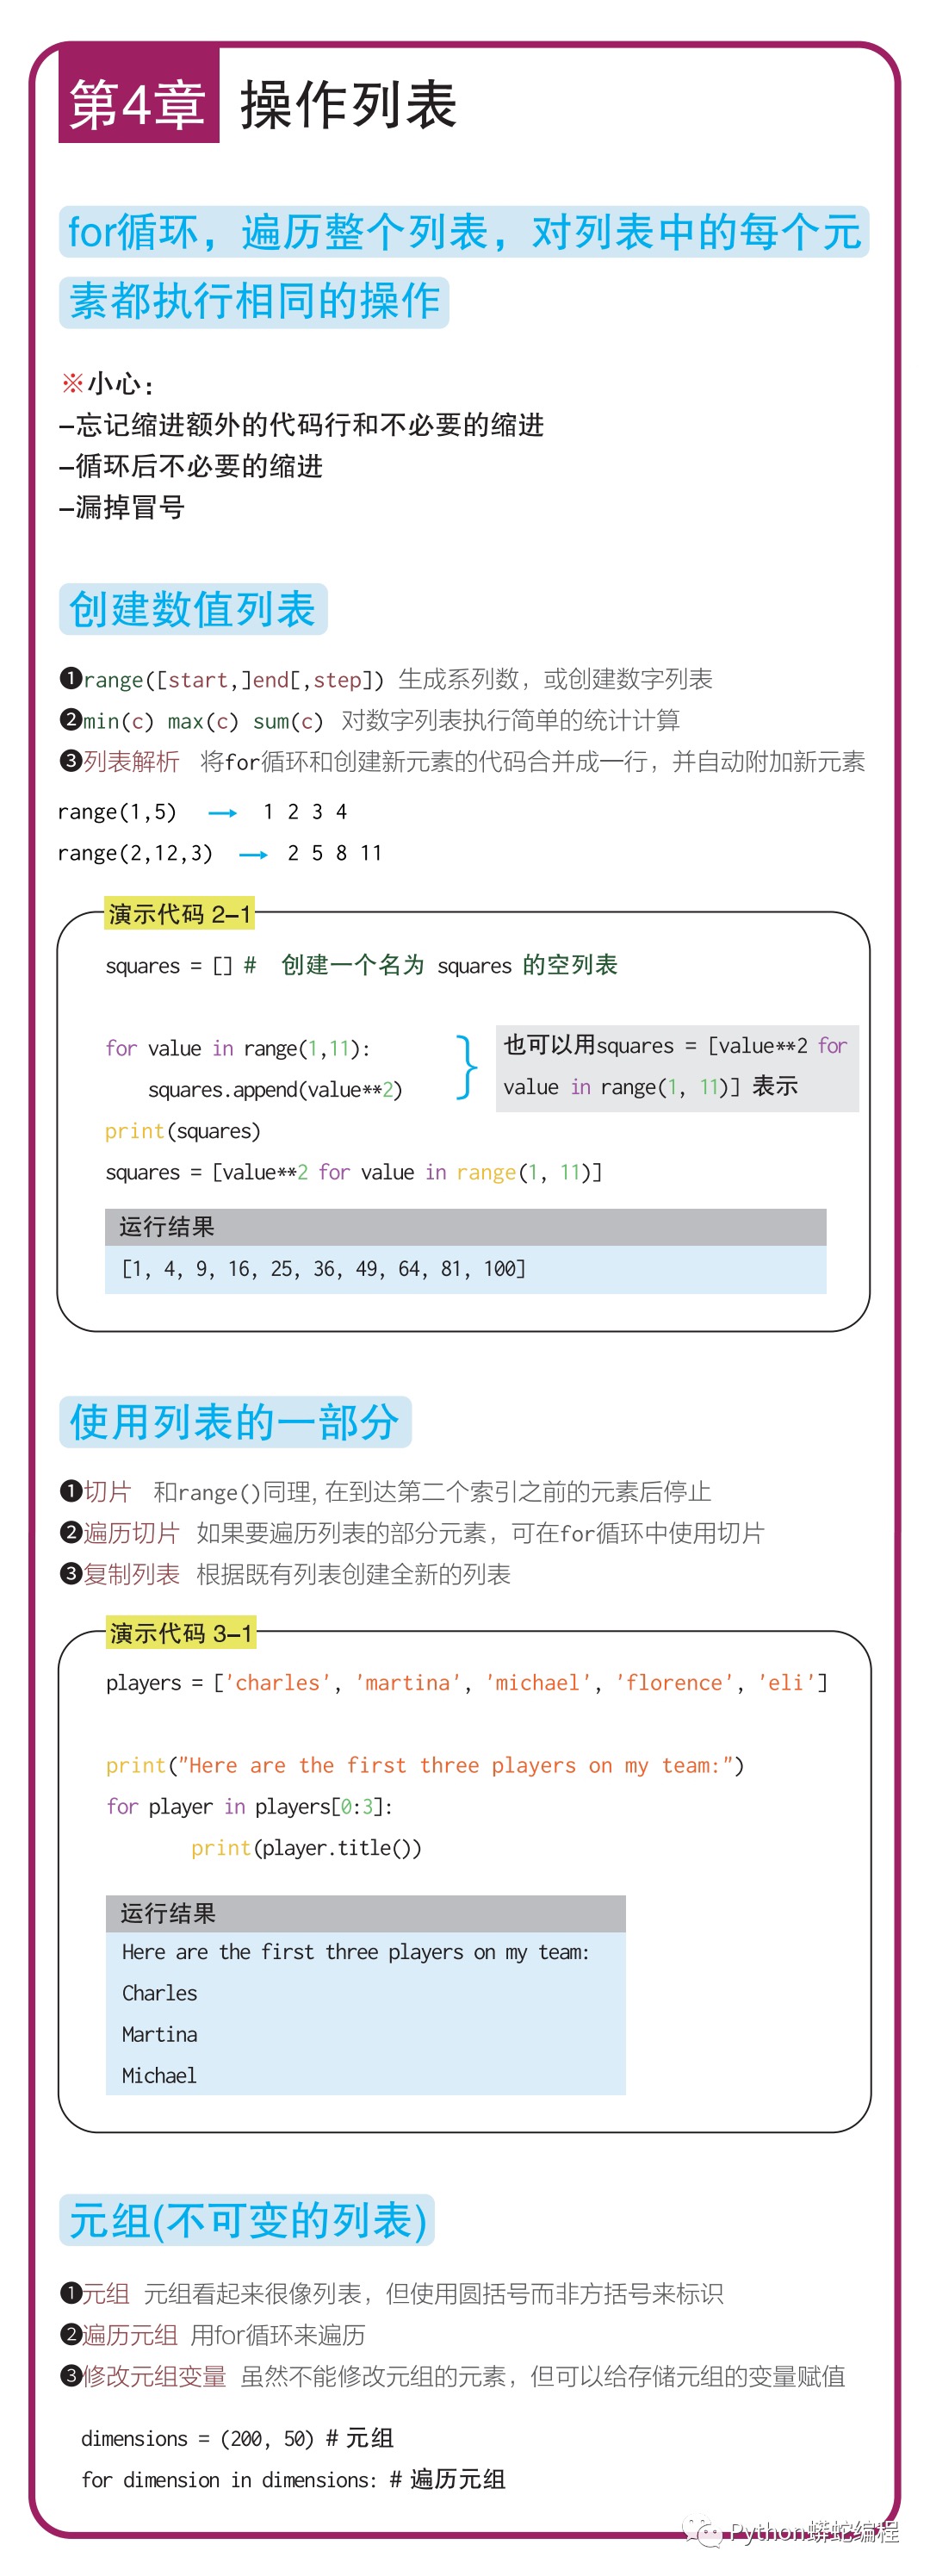 第4章 操作列表
for循环，遍历整个列表，对列表中的每个元
素都执行相同的操作
※小心：
–忘记缩进额外的代码行和不必要的缩进
–循环后不必要的缩进
–漏掉冒号
创建数值列表
❶range([start,]end[,step]) 生成系列数，或创建数字列表
❷min(c) max(c) sum(c) 对数字列表执行简单的统计计算
❸列表解析 将for循环和创建新元素的代码合并成一行，并自动附加新元素
range(1,5) → 1 2 3 4
range(2,12,3) → 2 5 8 11
演示代码 2–1
squares = [] # 创建一个名为 squares 的空列表
for value in range(1,11):
squares.append(value**2)
也可以用squares = [value**2 for
value in range(1, 11)] 表示
print(squares)
squares = [value**2 for value in range(1, 11)]
运行结果
[1, 4, 9, 16, 25, 36, 49, 64, 81, 100]
使用列表的一部分
❶切片 和range()同理, 在到达第二个索引之前的元素后停止
❷遍历切片 如果要遍历列表的部分元素，可在for循环中使用切片
❸复制列表 根据既有列表创建全新的列表
演示代码 3–1
players = ['charles', 'martina', 'michael', 'florence', 'eli']
print("Here are the first three players on my team:")
for player in players[0:3]:
print(player.title())
运行结果
Here are the first three players on my team:
Charles
Martina
Michael
元组(不可变的列表)
❶元组 元组看起来很像列表，但使用圆括号而非方括号来标识
❷遍历元组 用for循环来遍历
❸修改元组变量 虽然不能修改元组的元素，但可以给存储元组的变量赋值
dimensions = (200, 50) # 元组
for dimension in dimensions: # 遍历元组
Python蟒蛇编程